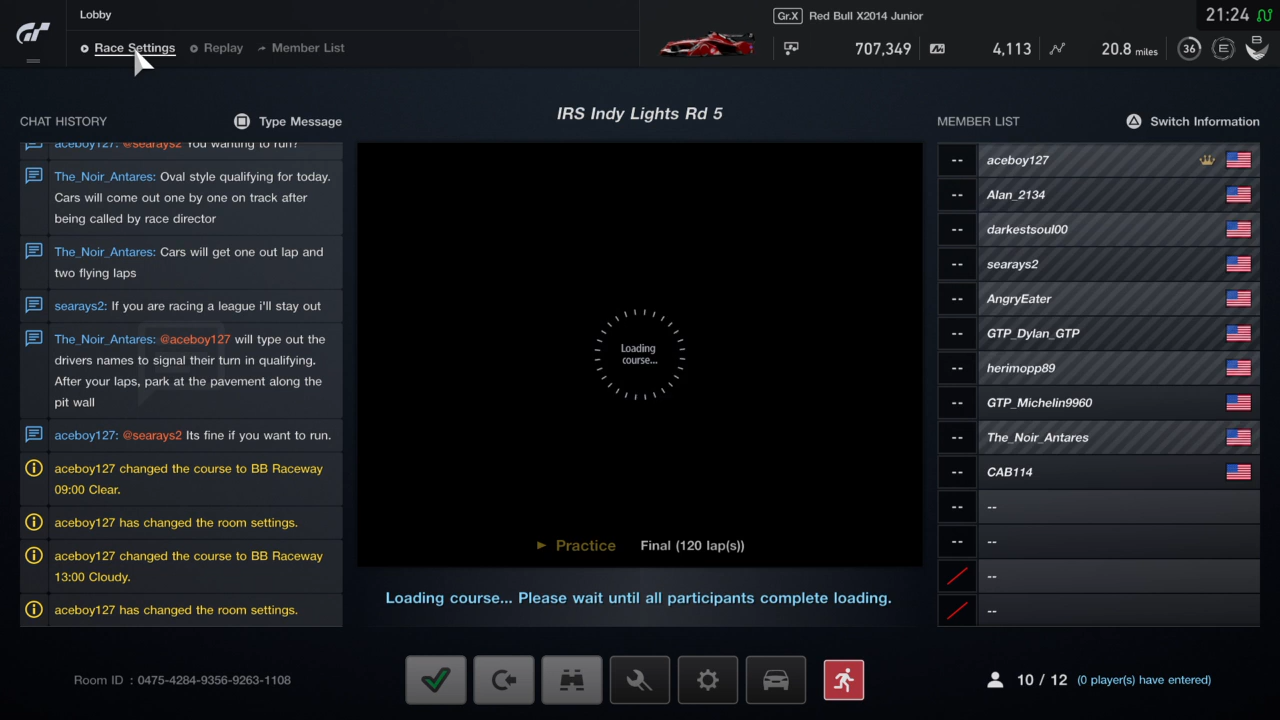 Lobby
Race Settings
Replay
Member List
Gr.X Red Bull X2014 Junior
21:24
707,349
4,113
20.8 miles
36
E
B
CHAT HISTORY
Type Message
IRS Indy Lights Rd 5
MEMBER LIST
Switch Information
aceboy127: @searays2 You wanting to run?
The_Noir_Antares: Oval style qualifying for today.
Cars will come out one by one on track after
being called by race director
The_Noir_Antares: Cars will get one out lap and
two flying laps
searays2: If you are racing a league i'll stay out
The_Noir_Antares: @aceboy127 will type out the
drivers names to signal their turn in qualifying.
After your laps, park at the pavement along the
pit wall
aceboy127: @searays2 Its fine if you want to run.
aceboy127 changed the course to BB Raceway
09:00 Clear.
aceboy127 has changed the room settings.
aceboy127 changed the course to BB Raceway
13:00 Cloudy.
aceboy127 has changed the room settings.
Loading
course...
Practice
Final (120 lap(s))
Loading course... Please wait until all participants complete loading.
-- aceboy127
-- Alan_2134
-- darkestsoul00
-- searays2
-- AngryEater
-- GTP_Dylan_GTP
-- herimopp89
-- GTP_Michelin9960
-- The_Noir_Antares
-- CAB114
-- --
-- --
--
--
Room ID : 0475-4284-9356-9263-1108
10 / 12 (0 player(s) have entered)